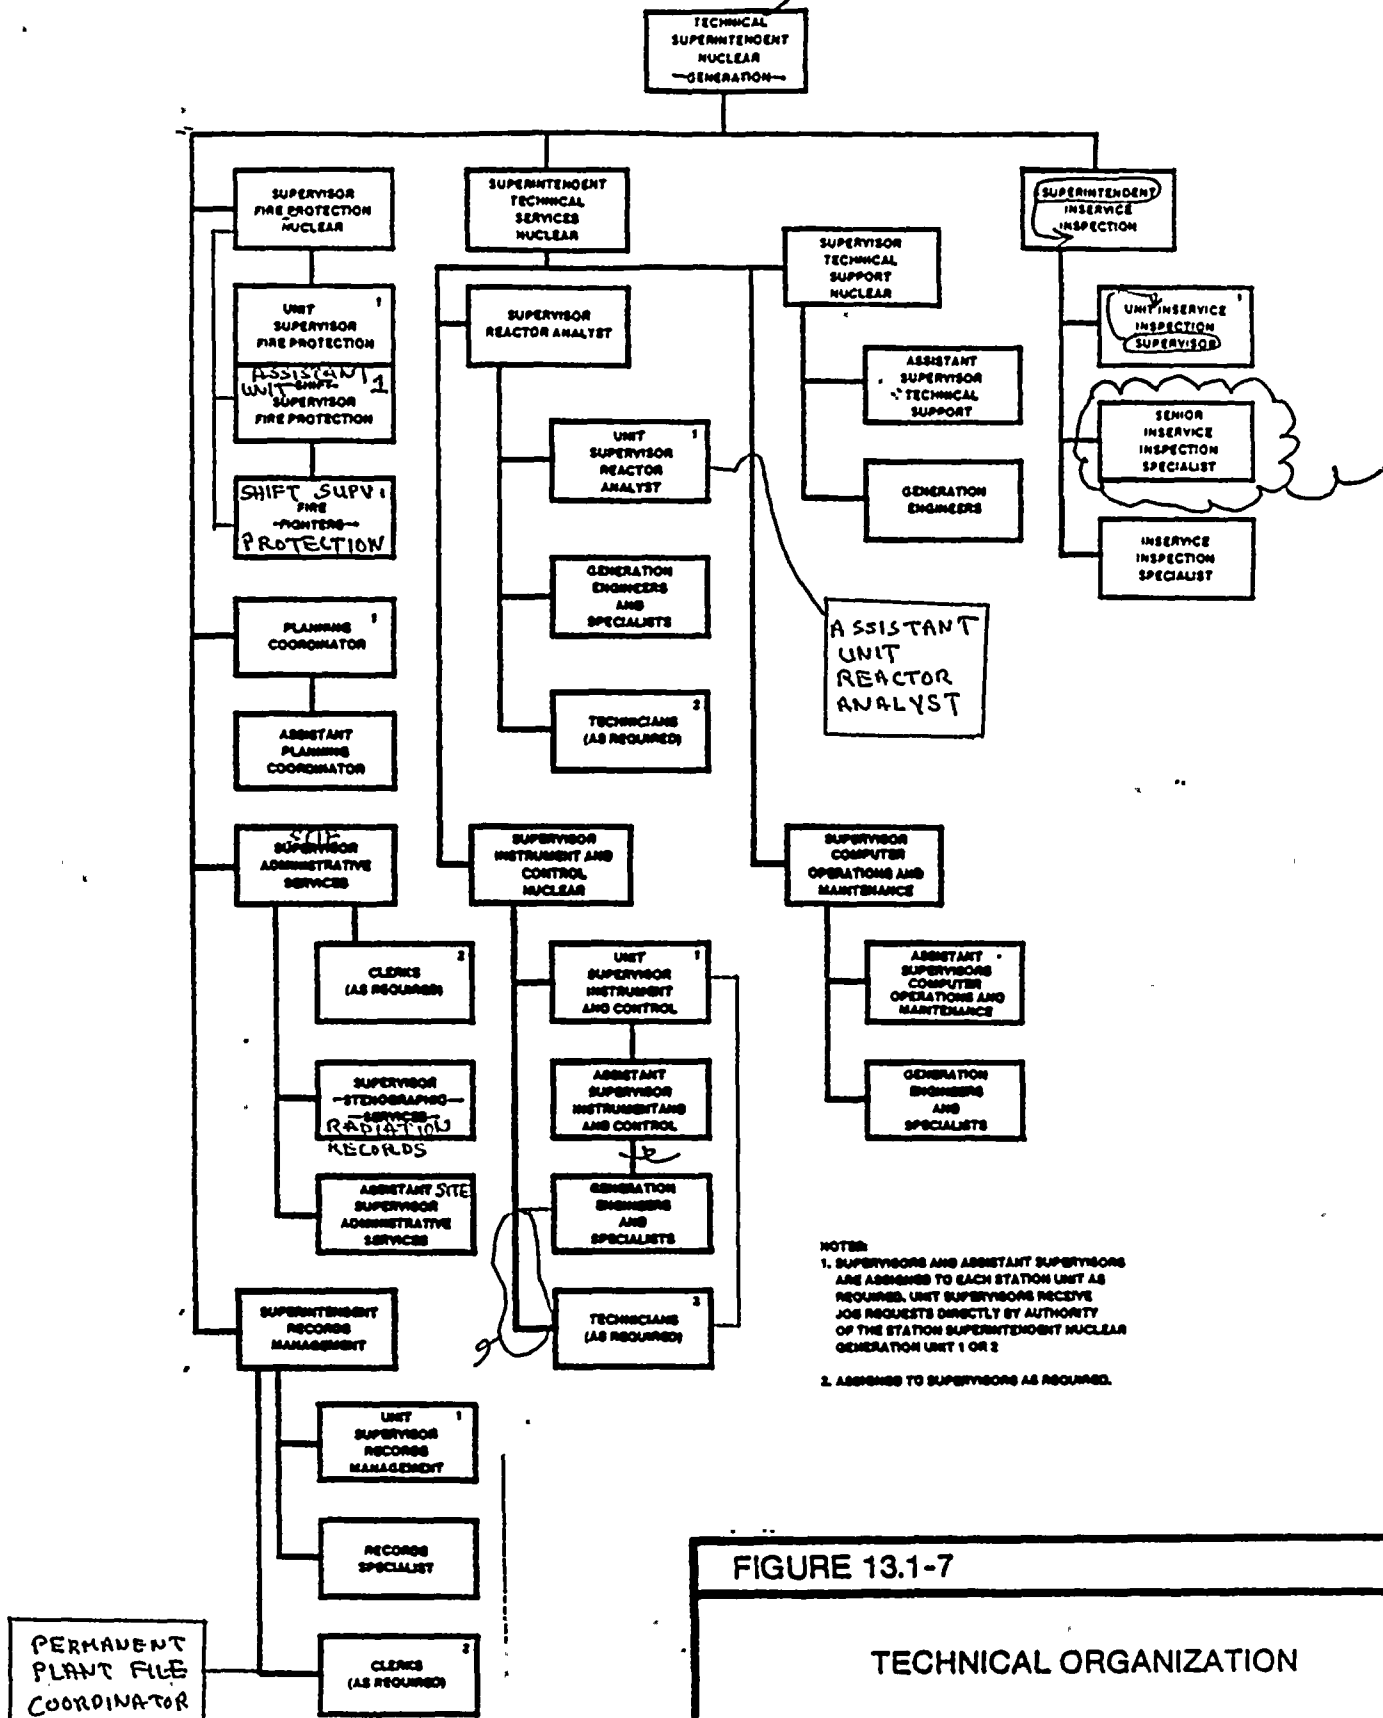 TECHNICAL
SUPERINTENDENT
NUCLEAR
GENERATION
SUPERVISOR
FIRE PROTECTION
NUCLEAR
UNIT 1
SUPERVISOR
FIRE PROTECTION
ASSISTANT
UNIT SHIFT 1
SUPERVISOR
FIRE PROTECTION
SHIFT SUPV.
FIRE
FIGHTERS
PROTECTION
PLANNING 1
COORDINATOR
ASSISTANT
PLANNING
COORDINATOR
SITE
SUPERVISOR
ADMINISTRATIVE
SERVICES
CLERKS 2
(AS REQUIRED)
SUPERVISOR
STENOGRAPHIC
SERVICES
RADIATION
RECORDS
ASSISTANT SITE
SUPERVISOR
ADMINISTRATIVE
SERVICES
SUPERINTENDENT
RECORDS
MANAGEMENT
UNIT 1
SUPERVISOR
RECORDS
MANAGEMENT
RECORDS
SPECIALIST
CLERKS 2
(AS REQUIRED)
PERMANENT
PLANT FILE
COORDINATOR
SUPERINTENDENT
TECHNICAL
SERVICES
NUCLEAR
SUPERVISOR
REACTOR ANALYST
UNIT 1
SUPERVISOR
REACTOR
ANALYST
GENERATION
ENGINEERS
AND
SPECIALISTS
TECHNICIANS 2
(AS REQUIRED)
ASSISTANT
UNIT
REACTOR
ANALYST
SUPERVISOR
INSTRUMENT AND
CONTROL
NUCLEAR
UNIT 1
SUPERVISOR
INSTRUMENT
AND CONTROL
ASSISTANT
SUPERVISOR
INSTRUMENTAND
AND CONTROL
GENERATION
ENGINEERS
AND
SPECIALISTS
TECHNICIANS 2
(AS REQUIRED)
SUPERVISOR
TECHNICAL
SUPPORT
NUCLEAR
ASSISTANT
SUPERVISOR
TECHNICAL
SUPPORT
GENERATION
ENGINEERS
SUPERVISOR
COMPUTER
OPERATIONS AND
MAINTENANCE
ASSISTANT
SUPERVISORS
COMPUTER
OPERATIONS AND
MAINTENANCE
GENERATION
ENGINEERS
AND
SPECIALISTS
SUPERINTENDENT
INSERVICE
INSPECTION
UNIT INSERVICE 1
INSPECTION
SUPERVISOR
SENIOR
INSERVICE
INSPECTION
SPECIALIST
INSERVICE
INSPECTION
SPECIALIST
NOTES:
1. SUPERVISORS AND ASSISTANT SUPERVISORS
ARE ASSIGNED TO EACH STATION UNIT AS
REQUIRED. UNIT SUPERVISORS RECEIVE
JOB REQUESTS DIRECTLY BY AUTHORITY
OF THE STATION SUPERINTENDENT NUCLEAR
GENERATION UNIT 1 OR 2
2. ASSIGNED TO SUPERVISORS AS REQUIRED.
FIGURE 13.1-7
TECHNICAL ORGANIZATION